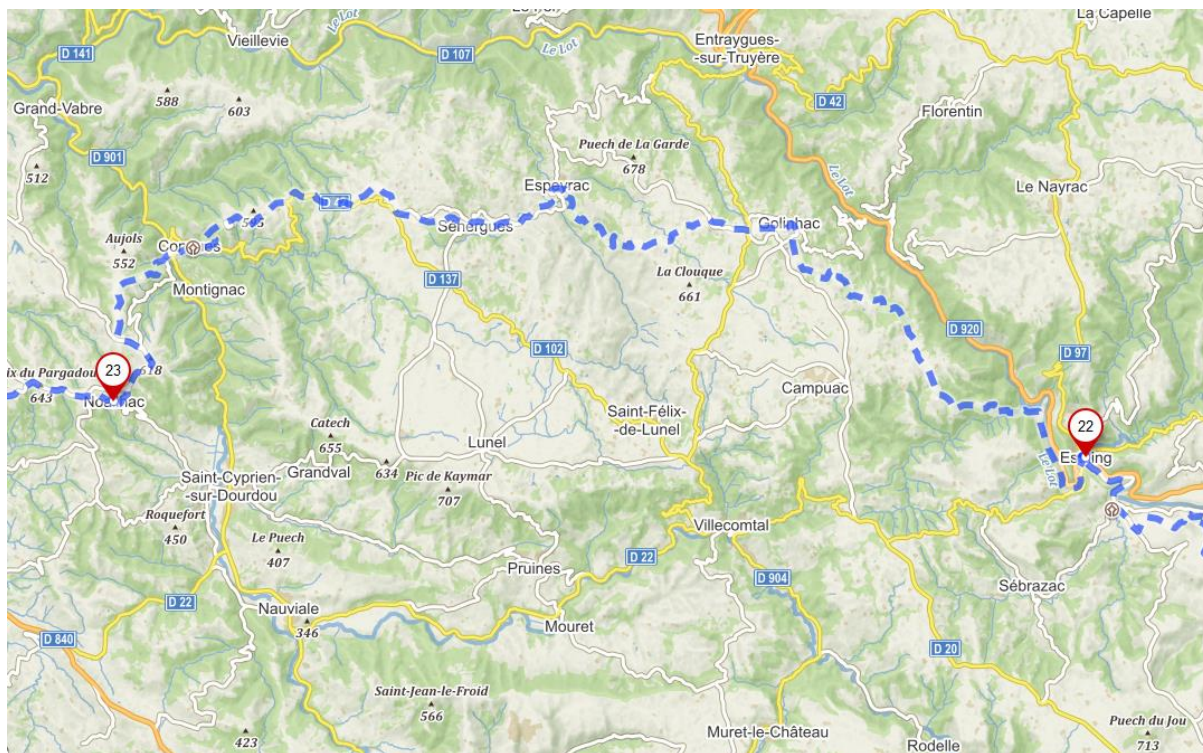 La Capelle
Vieillevie
Le Lot
Entraygues-
-sur-Truyère
D 141
D 107
Le Lot
Grand-Vabre
588
603
D 42
Florentin
D 901
Puech de La Garde
678
512
Espeyrac
Le Lot
Le Nayrac
Sénergues
Golinhac
Aujols
552
La Clouque
661
Montignac
D 137
D 920
D 102
D 97
23
643
Campuac
Saint-Félix-
-de-Lunel
Catech
655
22
Lunel
Grandval
634
Pic de Kaymar
707
Le Lot
Saint-Cyprien-
-sur-Dourdou
Roquefort
450
Villecomtal
Le Puech
407
D 22
Pruines
D 904
Sébrazac
D 22
Nauviale
346
Mouret
D 840
D 20
Saint-Jean-le-Froid
566
Puech du Jou
713
Muret-le-Château
423
Rodelle